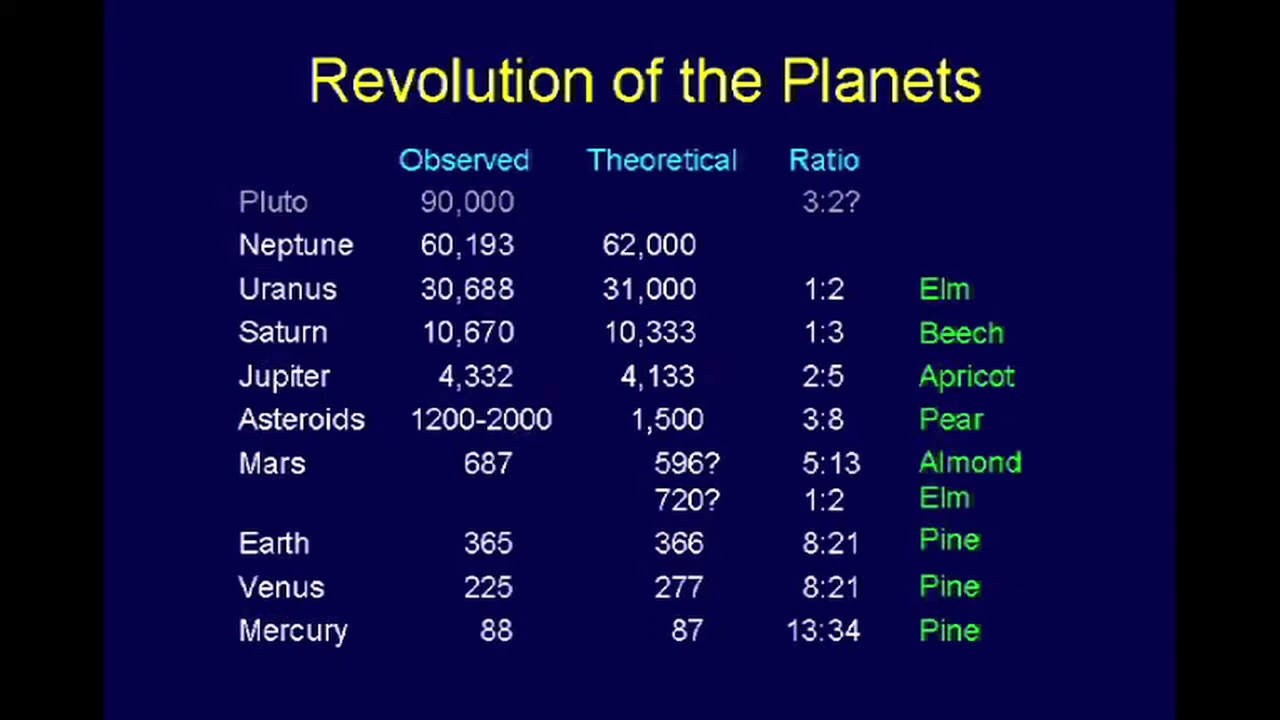 Revolution of the Planets
Observed Theoretical Ratio
Pluto 90,000 3:2?
Neptune 60,193 62,000
Uranus 30,688 31,000 1:2 Elm
Saturn 10,670 10,333 1:3 Beech
Jupiter 4,332 4,133 2:5 Apricot
Asteroids 1200-2000 1,500 3:8 Pear
Mars 687 596? 5:13 Almond
720? 1:2 Elm
Earth 365 366 8:21 Pine
Venus 225 277 8:21 Pine
Mercury 88 87 13:34 Pine